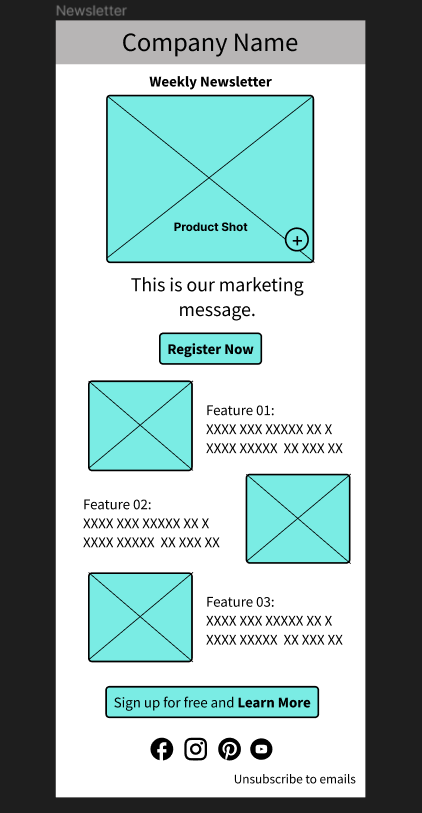 Newsletter
Company Name
Weekly Newsletter
Product Shot
+
This is our marketing
message.
Register Now
Feature 01:
XXXX XXX XXXXX XX X
XXXX XXXXX  XX XXX XX
Feature 02:
XXXX XXX XXXXX XX X
XXXX XXXXX  XX XXX XX
Feature 03:
XXXX XXX XXXXX XX X
XXXX XXXXX  XX XXX XX
Sign up for free and Learn More
Unsubscribe to emails